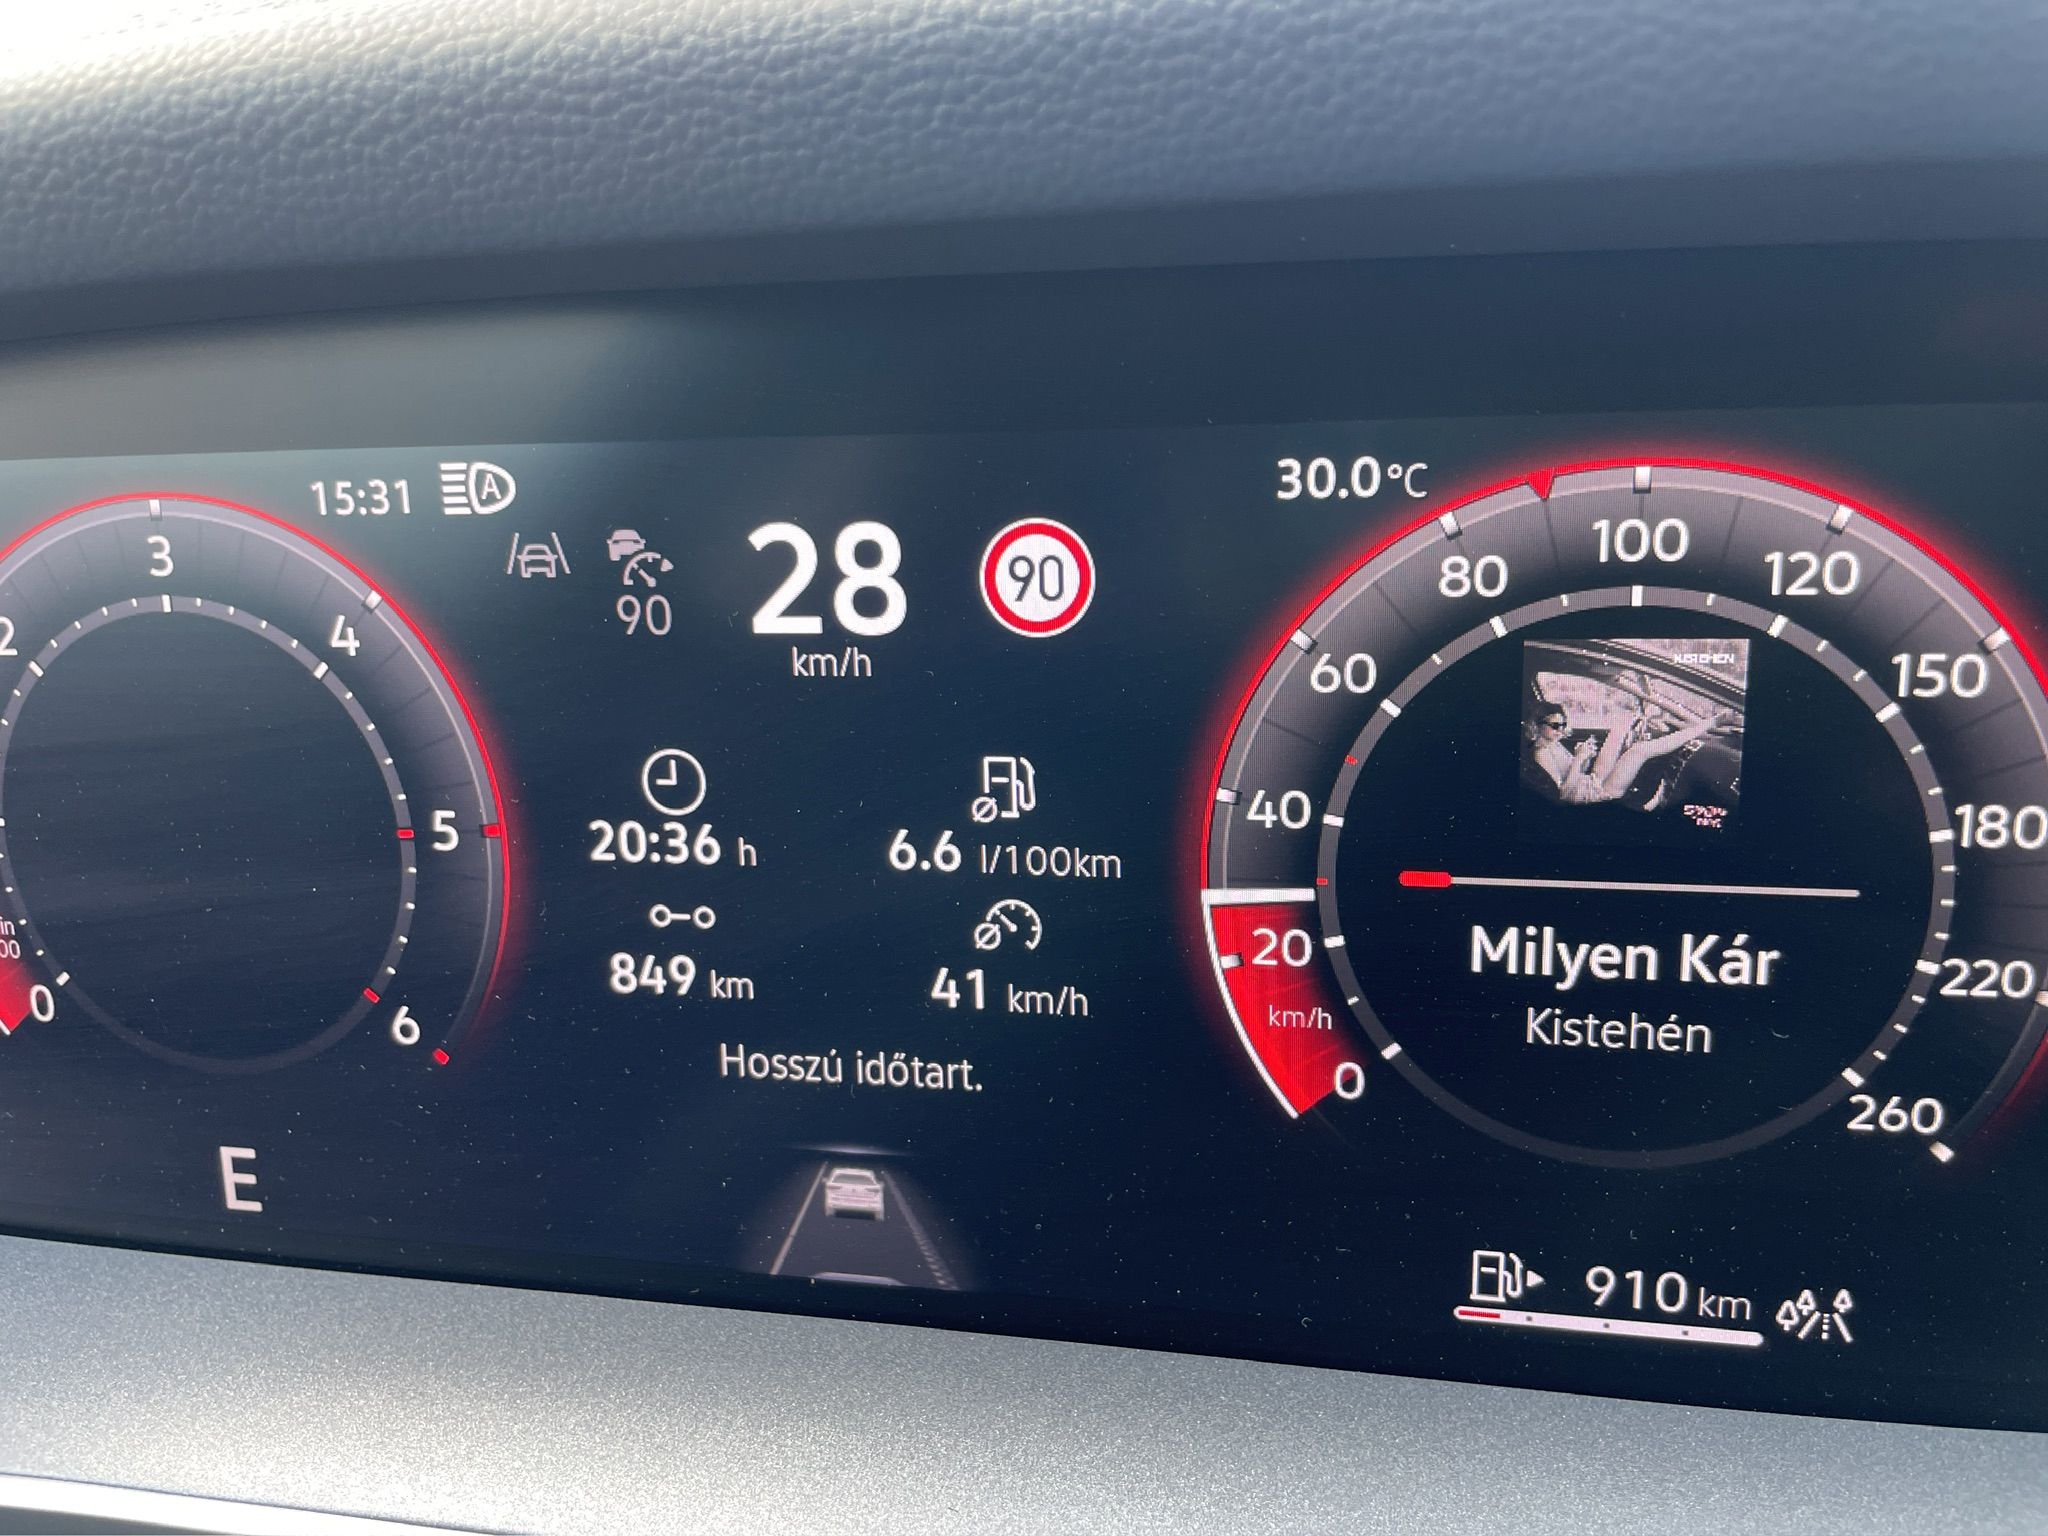 15:31
A
90
28
km/h
90
30.0°C
2
3
4
5
6
0
20:36 h
6.6 l/100km
849 km
41 km/h
Hosszú időtart.
E
0
20
km/h
40
60
80
100
120
150
180
220
260
Milyen Kár
Kistehén
910 km